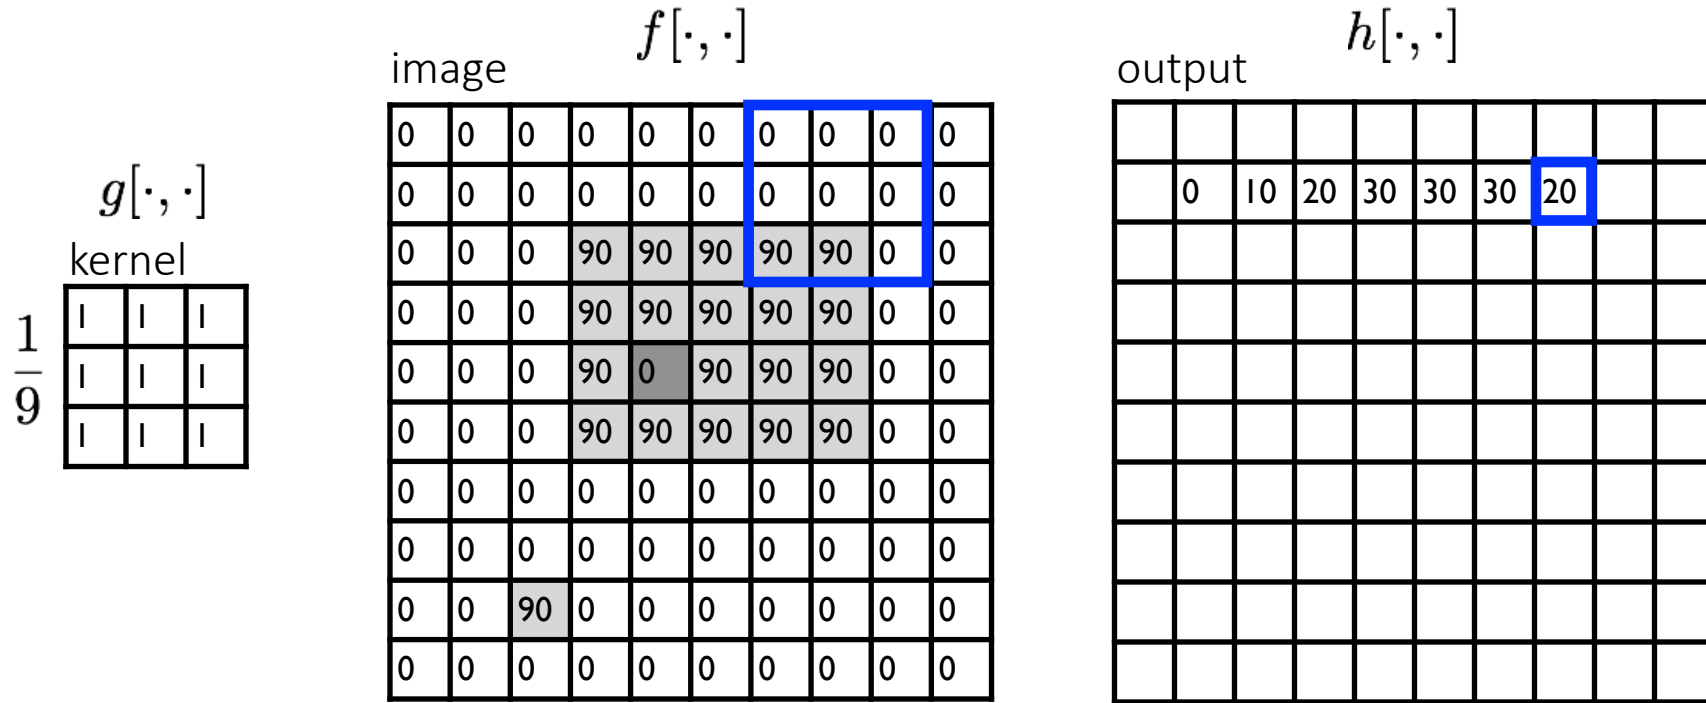 f[·, ·]
h[·, ·]
image
output
g[·, ·]
kernel
1/9
1 1 1
1 1 1
1 1 1
0 0 0 0 0 0 0 0 0 0
0 0 0 0 0 0 0 0 0 0
0 0 0 90 90 90 90 90 0 0
0 0 0 90 90 90 90 90 0 0
0 0 0 90 0 90 90 90 0 0
0 0 0 90 90 90 90 90 0 0
0 0 0 0 0 0 0 0 0 0
0 0 0 0 0 0 0 0 0 0
0 0 90 0 0 0 0 0 0 0
0 0 0 0 0 0 0 0 0 0
0 10 20 30 30 30 20